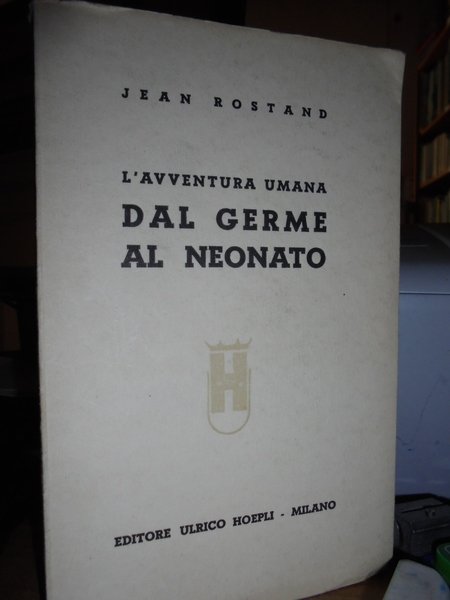 JEAN ROSTAND
L'AVVENTURA UMANA
DAL GERME
AL NEONATO
H
EDITORE ULRICO HOEPLI - MILANO